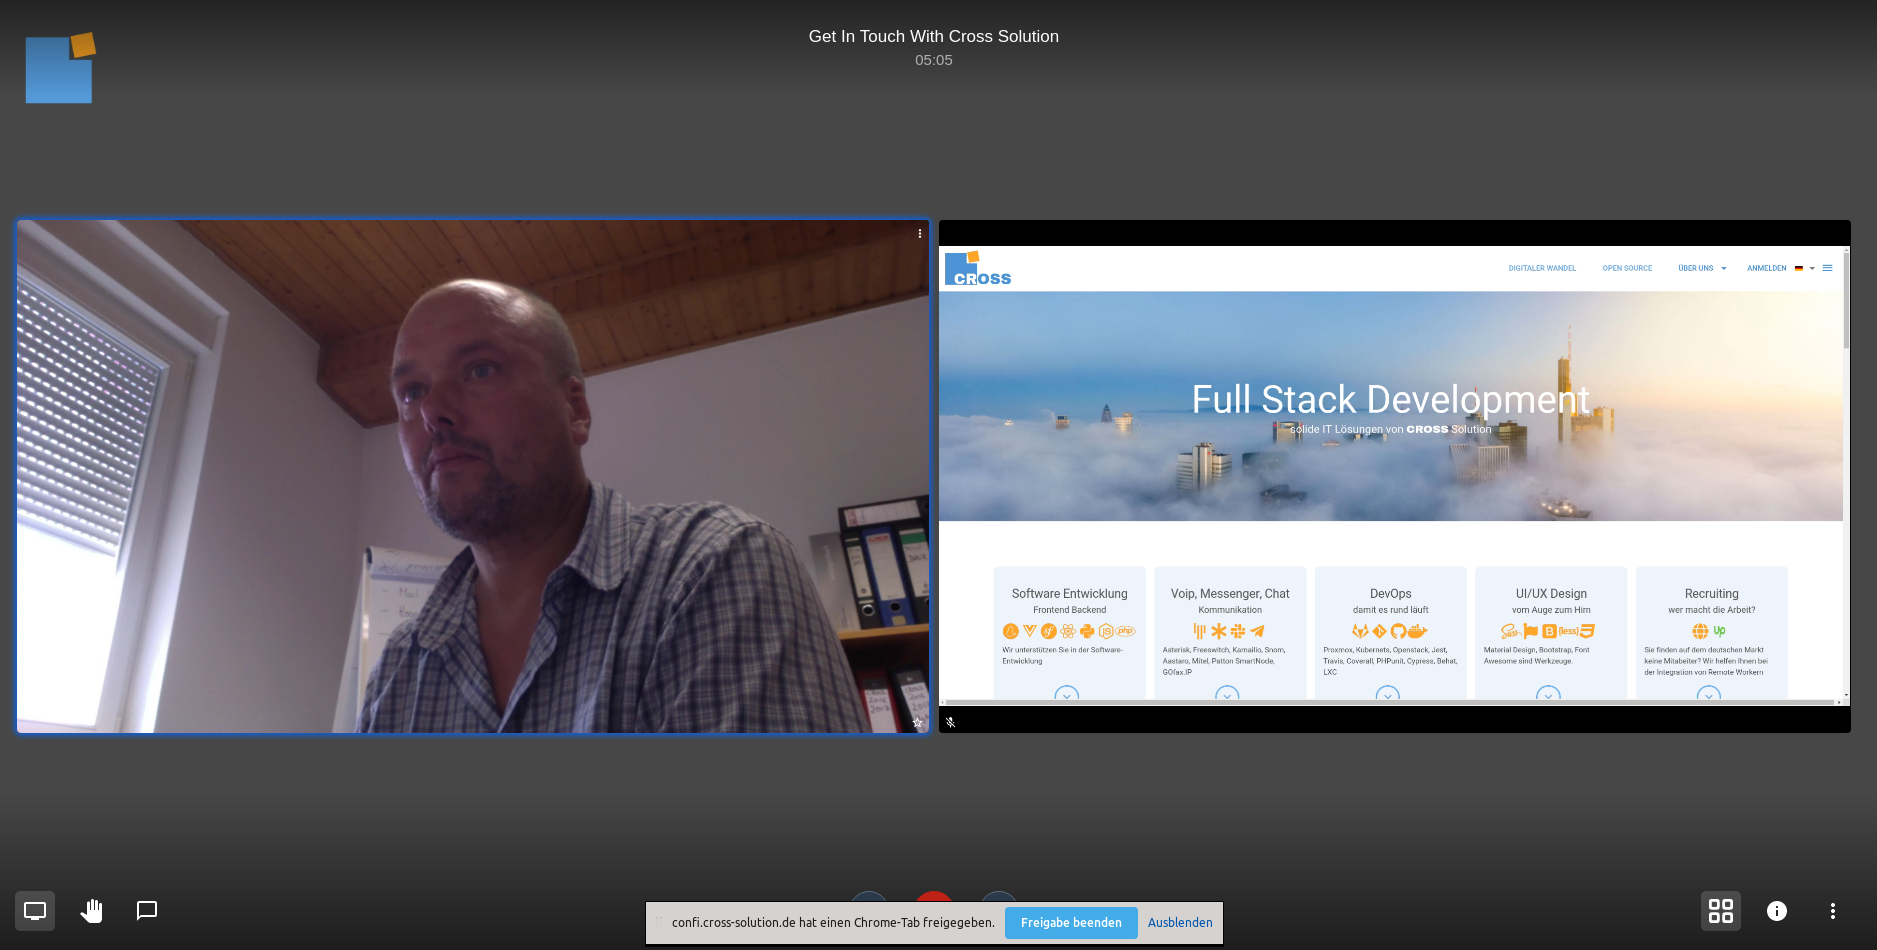 Get In Touch With Cross Solution
05:05
CROSS
DIGITALER WANDEL
OPEN SOURCE
ÜBER UNS
ANMELDEN
Full Stack Development
solide IT Lösungen von CROSS Solution
Software Entwicklung
Frontend Backend
php
Wir unterstützen Sie in der Software-
Entwicklung
Voip, Messenger, Chat
Kommunikation
Asterisk, Freeswitch, Kamailio, Snom,
Aastaro, Mitel, Patton SmartNode,
GOfax.IP
DevOps
damit es rund läuft
Proxmox, Kubernets, Openstack, Jest,
Travis, Coverall, PHPunit, Cypress, Behat,
LXC
UI/UX Design
vom Auge zum Hirn
Sass
B
{less}
Material Design, Bootstrap, Font
Awesome sind Werkzeuge.
Recruiting
wer macht die Arbeit?
up
Sie finden auf dem deutschen Markt
keine Mitabeiter? Wir helfen Ihnen bei
der Integration von Remote Workern
Mail
confi.cross-solution.de hat einen Chrome-Tab freigegeben.
Freigabe beenden
Ausblenden